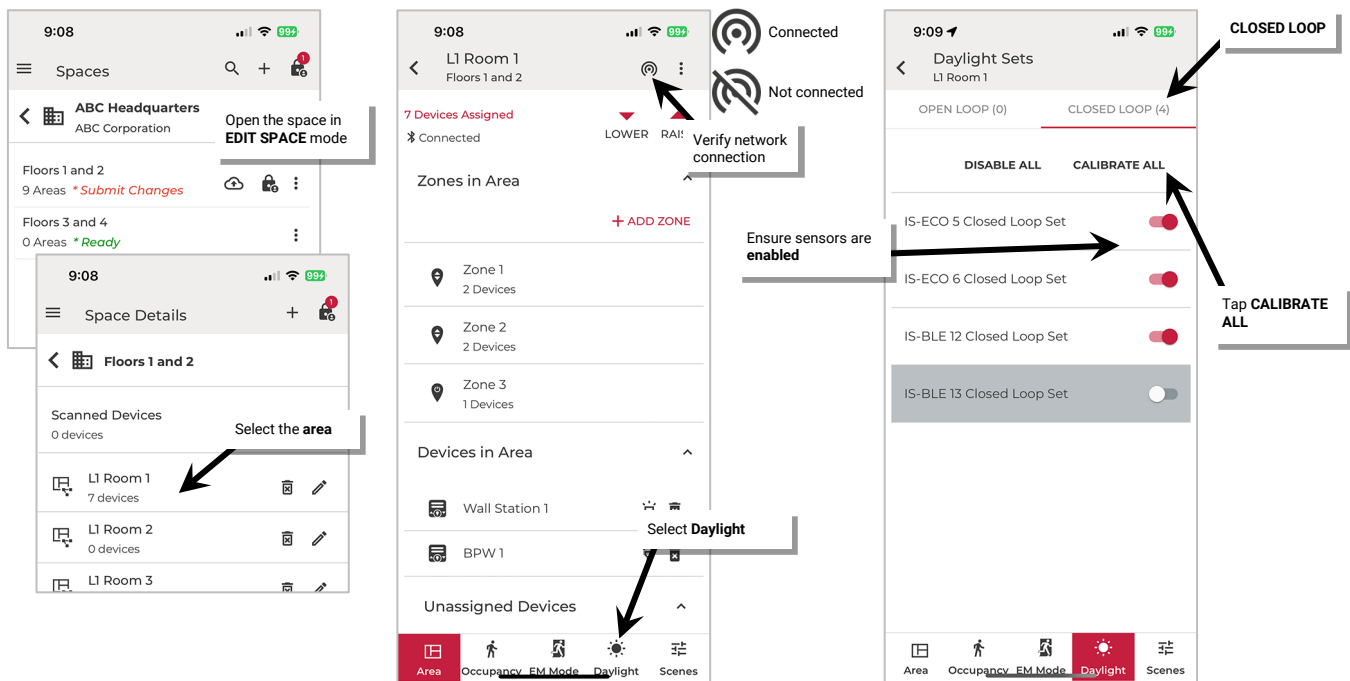 9:08
99
Spaces
1
ABC Headquarters
ABC Corporation
Open the space in
EDIT SPACE mode
Floors 1 and 2
9 Areas * Submit Changes
Floors 3 and 4
0 Areas * Ready
9:08
99
Space Details
1
Floors 1 and 2
Scanned Devices
0 devices
Select the area
L1 Room 1
7 devices
L1 Room 2
0 devices
L1 Room 3
9:08
99
L1 Room 1
Floors 1 and 2
Connected
Not connected
7 Devices Assigned
Connected
LOWER
Verify network
connection
Zones in Area
+ ADD ZONE
Zone 1
2 Devices
Zone 2
2 Devices
Zone 3
1 Devices
Devices in Area
Wall Station 1
Select Daylight
BPW 1
Unassigned Devices
Area
Occupancy
EM Mode
Daylight
Scenes
9:09
99
CLOSED LOOP
Daylight Sets
L1 Room 1
OPEN LOOP (0)
CLOSED LOOP (4)
DISABLE ALL
CALIBRATE ALL
IS-ECO 5 Closed Loop Set
Ensure sensors are
enabled
IS-ECO 6 Closed Loop Set
Tap CALIBRATE
ALL
IS-BLE 12 Closed Loop Set
IS-BLE 13 Closed Loop Set
Area
Occupancy
EM Mode
Daylight
Scenes